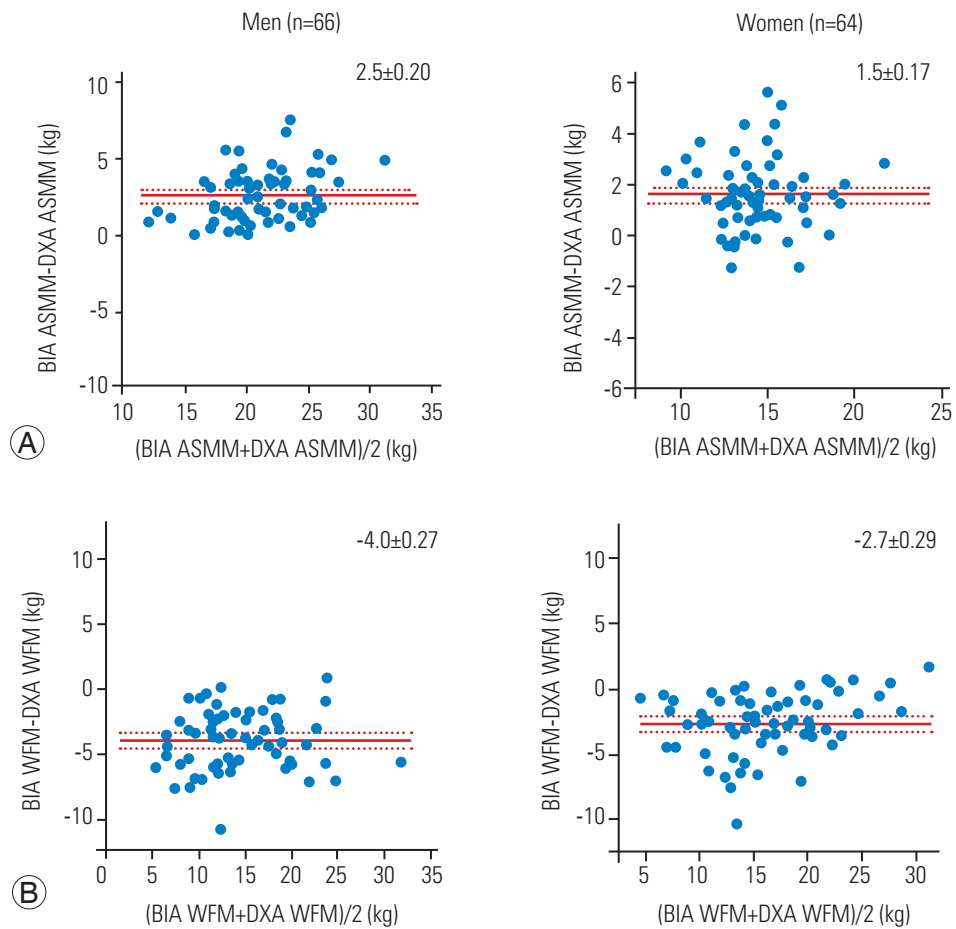 Men (n=66)
2.5±0.20
10
5
0
-5
-10
BIA ASMM-DXA ASMM (kg)
10 15 20 25 30 35
(BIA ASMM+DXA ASMM)/2 (kg)
Women (n=64)
1.5±0.17
6
4
2
0
-2
-4
-6
BIA ASMM-DXA ASMM (kg)
10 15 20 25
(BIA ASMM+DXA ASMM)/2 (kg)
A
-4.0±0.27
10
5
0
-5
-10
BIA WFM-DXA WFM (kg)
0 5 10 15 20 25 30 35
(BIA WFM+DXA WFM)/2 (kg)
-2.7±0.29
10
5
0
-5
-10
BIA WFM-DXA WFM (kg)
5 10 15 20 25 30
(BIA WFM+DXA WFM)/2 (kg)
B